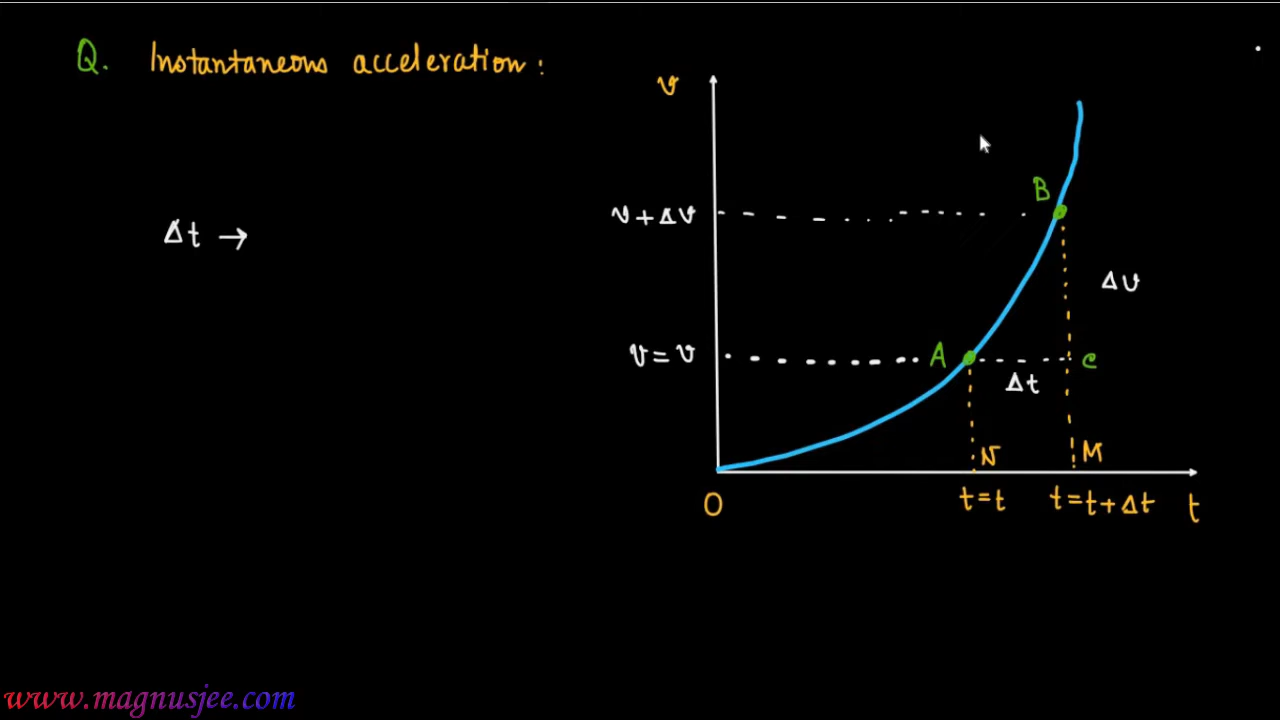 Q. Instantaneous acceleration:
v
B
v + Δv
Δt →
Δv
v = v
A
C
Δt
N
M
O
t = t
t = t + Δt
t
www.magnusjee.com